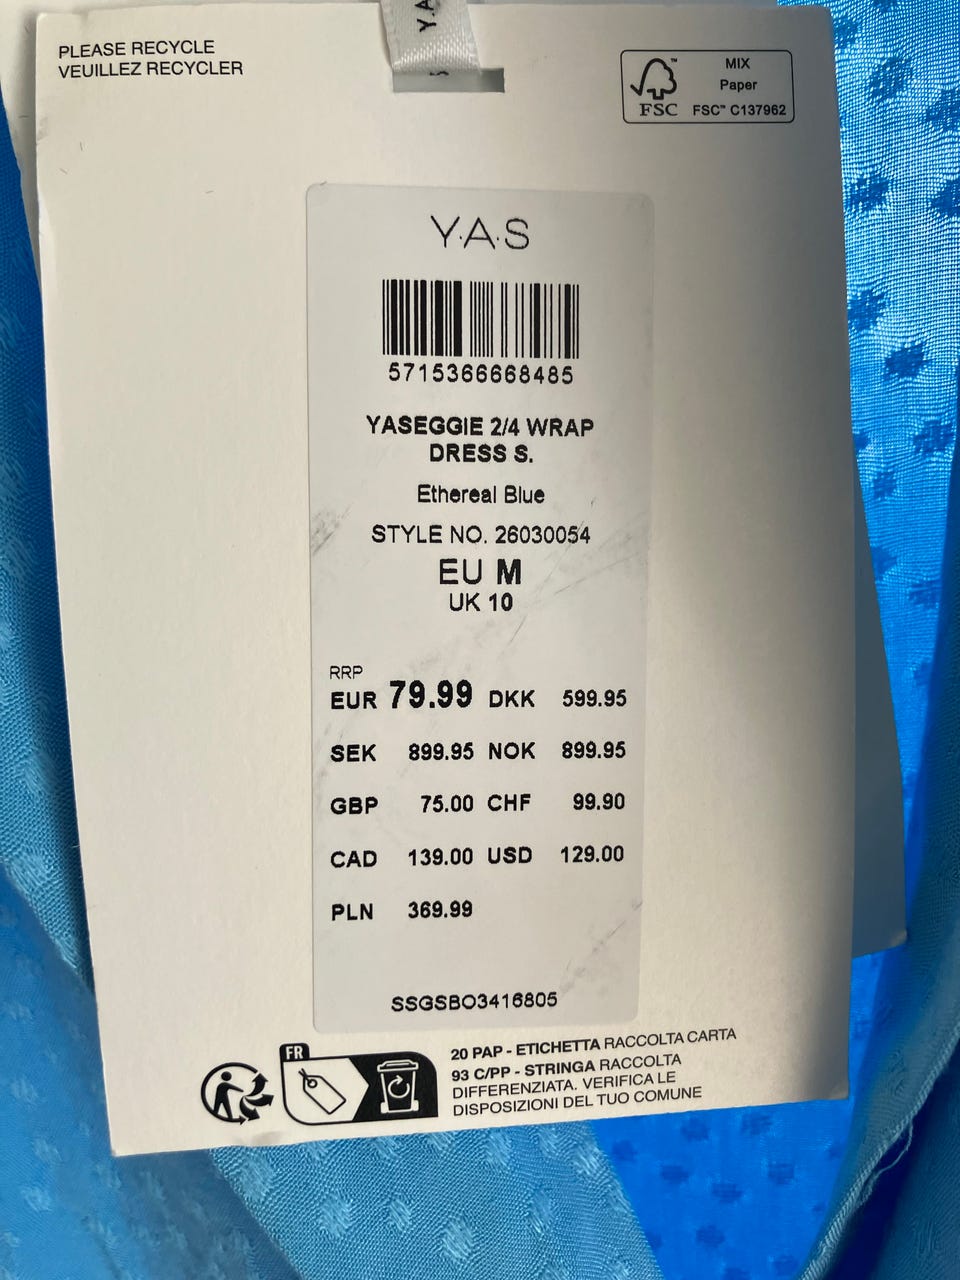 Y.A
S
PLEASE RECYCLE
VEUILLEZ RECYCLER
MIX
Paper
FSC™ C137962
FSC
Y.A.S
5715366668485
YASEGGIE 2/4 WRAP
DRESS S.
Ethereal Blue
STYLE NO. 26030054
EU M
UK 10
RRP
EUR 79.99 DKK 599.95
SEK 899.95 NOK 899.95
GBP 75.00 CHF 99.90
CAD 139.00 USD 129.00
PLN 369.99
SSGSBO3416805
FR
20 PAP - ETICHETTA RACCOLTA CARTA
93 C/PP - STRINGA RACCOLTA
DIFFERENZIATA. VERIFICA LE
DISPOSIZIONI DEL TUO COMUNE